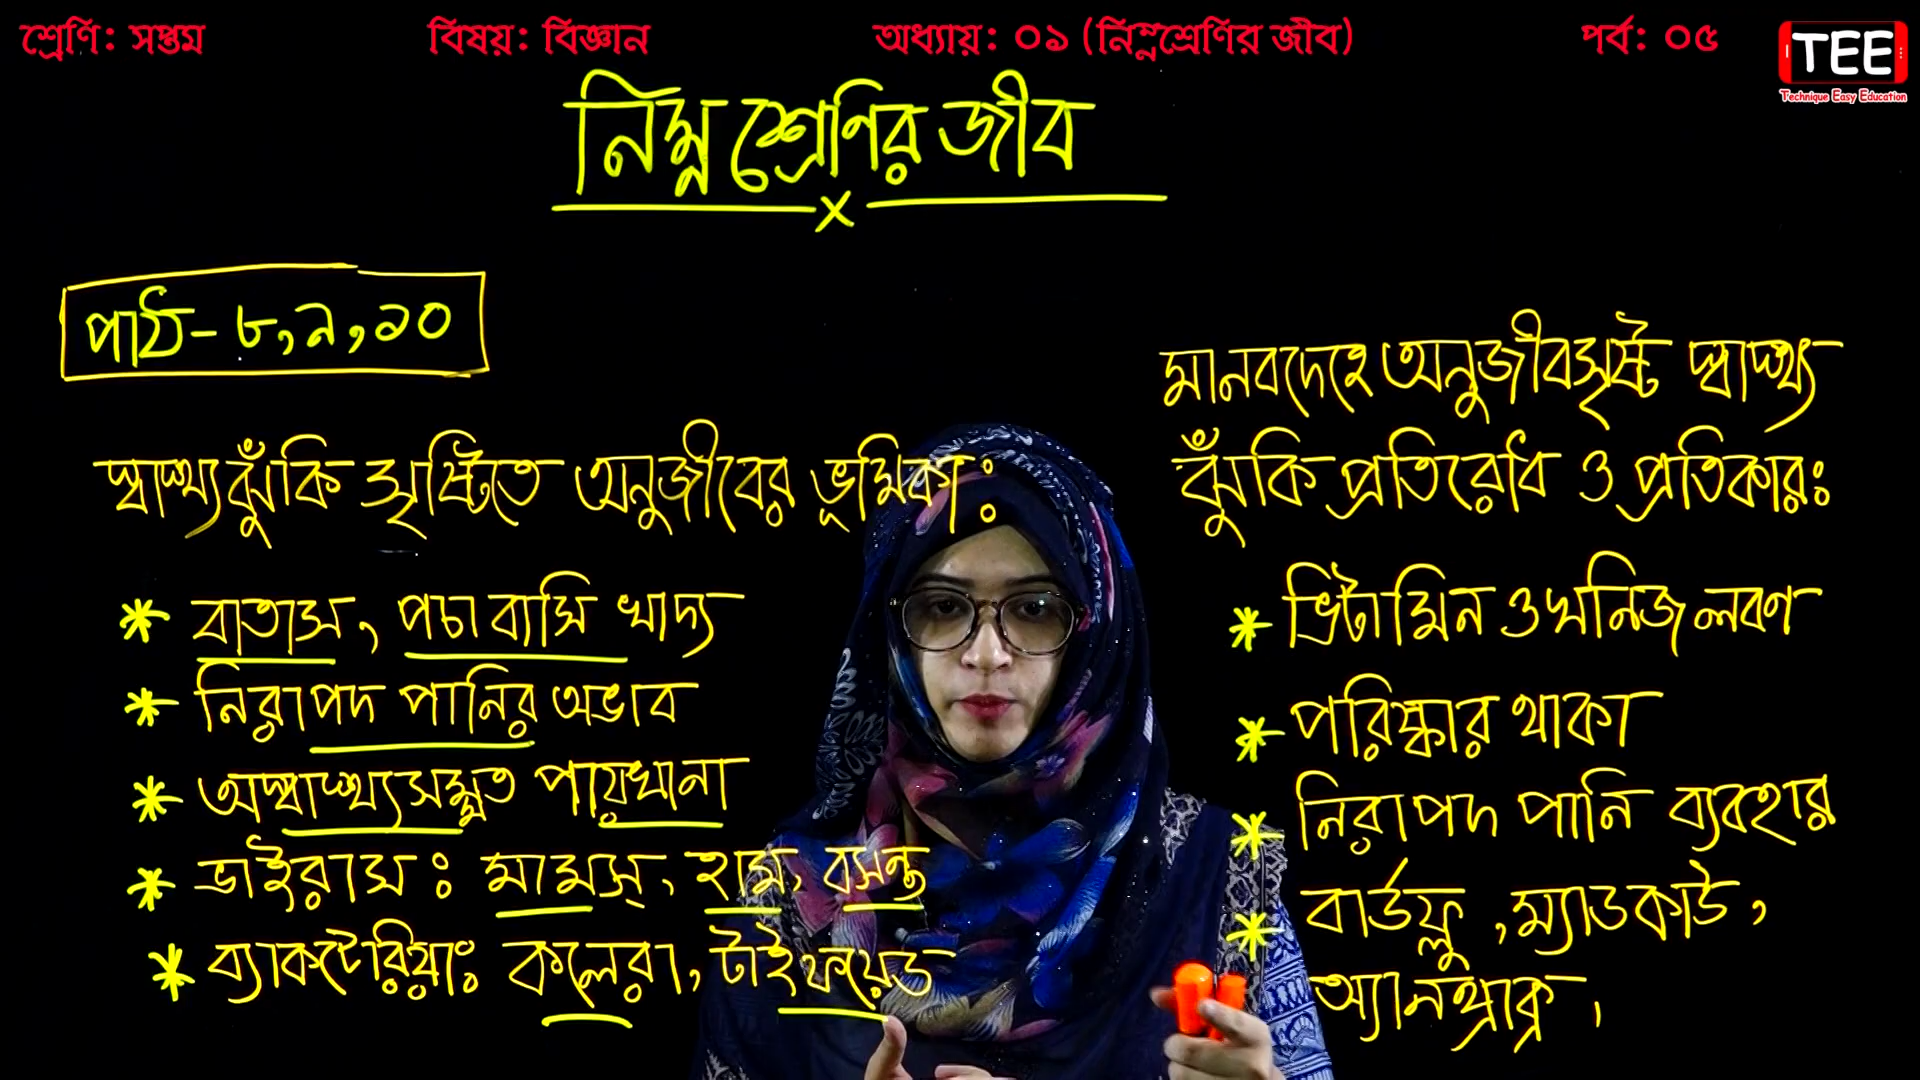 শ্রেণি: সপ্তম
বিষয়: বিজ্ঞান
অধ্যায়: ০১ (নিম্নশ্রেণির জীব)
পর্ব: ০৫
TEE
Technique Easy Education
নিম্ন শ্রেণির জীব
পাঠ- ৮, ৯, ১০
স্বাস্থ্যঝুঁকি সৃষ্টিতে অনুজীবের ভূমিকা:
* বাতাস, পচা বাসি খাদ্য
* নিরাপদ পানির অভাব
* অস্বাস্থ্যসম্মত পায়খানা
* ভাইরাস: মামস্, হাম, বসন্ত
* ব্যাকটেরিয়া: কলেরা, টাইফয়েড
মানবদেহে অনুজীবসৃষ্ট স্বাস্থ্য
ঝুঁকি প্রতিরোধ ও প্রতিকার:
* ভিটামিন ও খনিজ লবণ
* পরিষ্কার থাকা
* নিরাপদ পানি ব্যবহার
* বার্ডফ্লু, ম্যাডকাউ,
অ্যানথ্রাক্স।